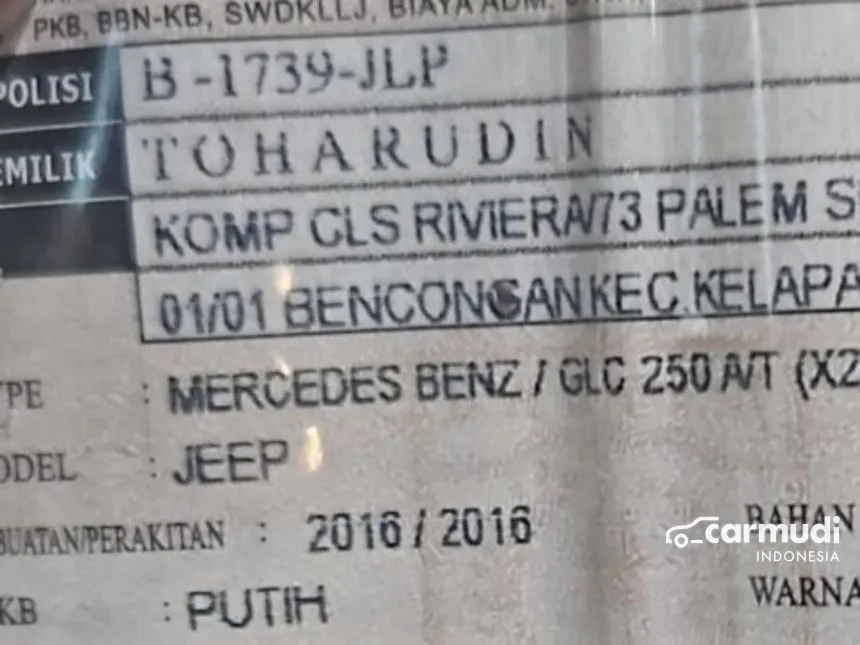 PKB, BBN-KB, SWDKLLJ, BIAYA ADM.
POLISI B-1739-JLP
EMILIK TOHARUDIN
KOMP CLS RIVIERA/73 PALEM S
01/01 BENCONGAN KEC.KELAPA
YPE : MERCEDES BENZ / GLC 250 A/T (X2
ODEL : JEEP
BUATAN/PERAKITAN : 2016 / 2016 BAHAN
KB : PUTIH WARNA
carmudi
INDONESIA